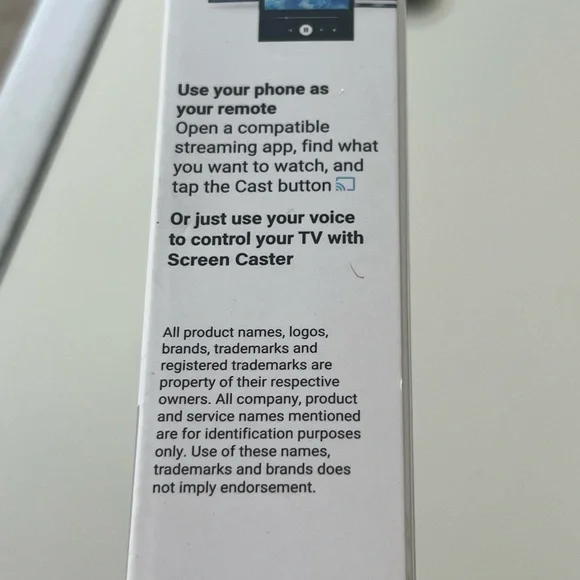 Use your phone as
your remote
Open a compatible
streaming app, find what
you want to watch, and
tap the Cast button
Or just use your voice
to control your TV with
Screen Caster
All product names, logos,
brands, trademarks and
registered trademarks are
property of their respective
owners. All company, product
and service names mentioned
are for identification purposes
only. Use of these names,
trademarks and brands does
not imply endorsement.